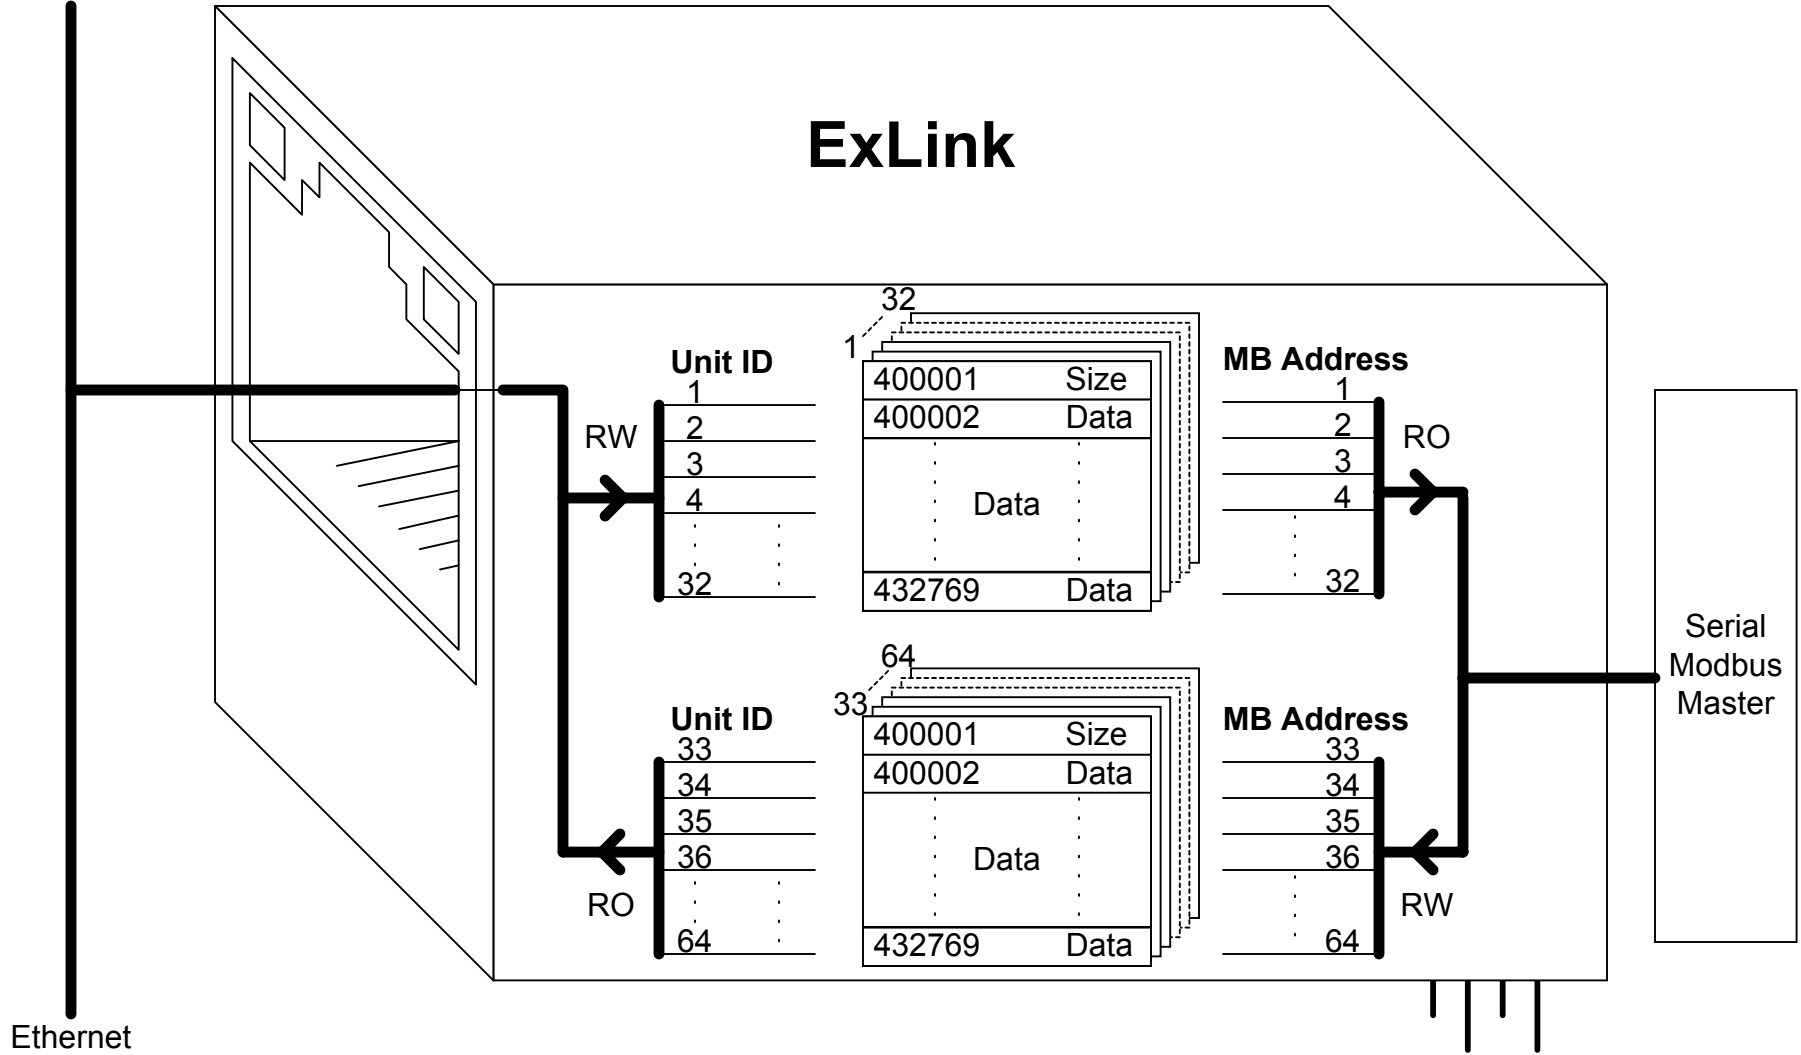 ExLink
32
1
Unit ID
MB Address
1
2
3
4
32
RW
400001 Size
400002 Data
Data
432769 Data
1
2
3
4
32
RO
64
33
Unit ID
MB Address
33
34
35
36
64
RO
400001 Size
400002 Data
Data
432769 Data
33
34
35
36
64
RW
Serial
Modbus
Master
Ethernet